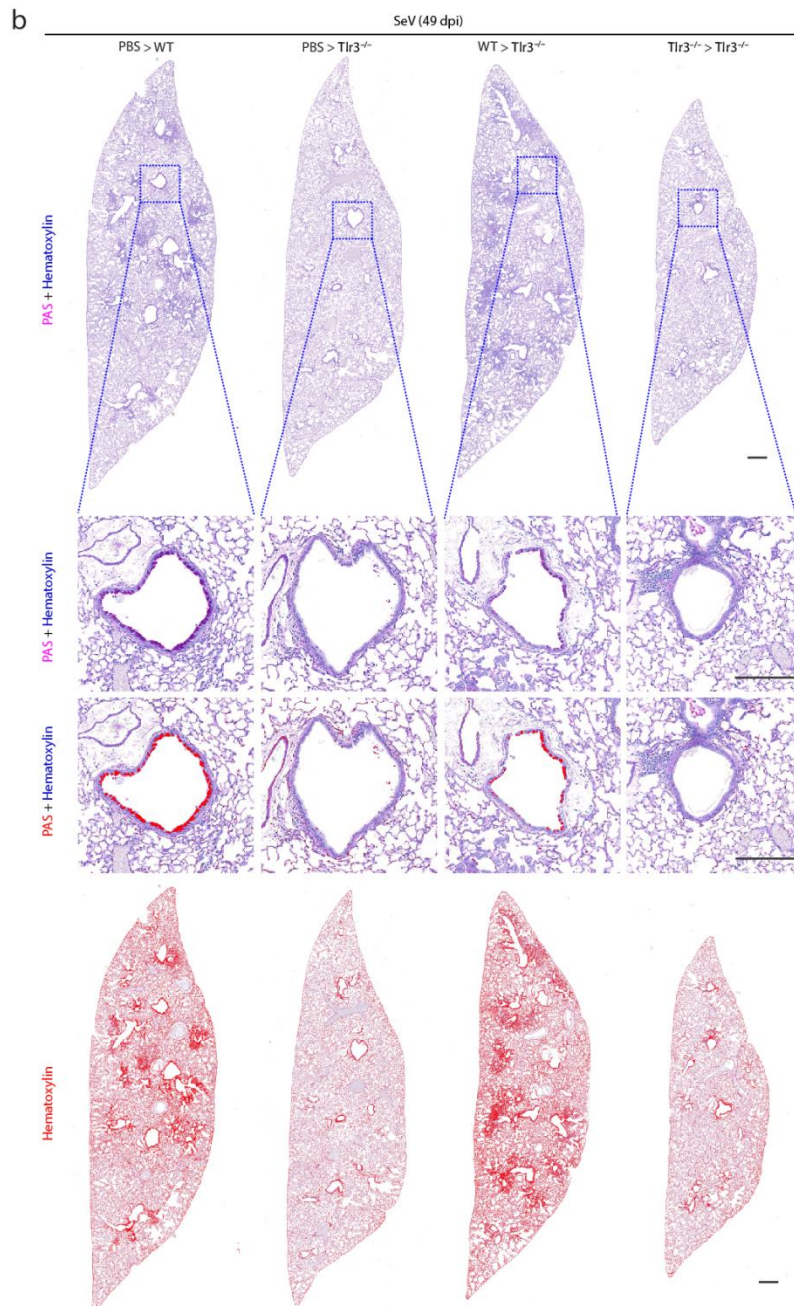 b
SeV (49 dpi)
PBS > WT
PBS > Tlr3⁻/⁻
WT > Tlr3⁻/⁻
Tlr3⁻/⁻ > Tlr3⁻/⁻
PAS + Hematoxylin
PAS + Hematoxylin
PAS + Hematoxylin
Hematoxylin